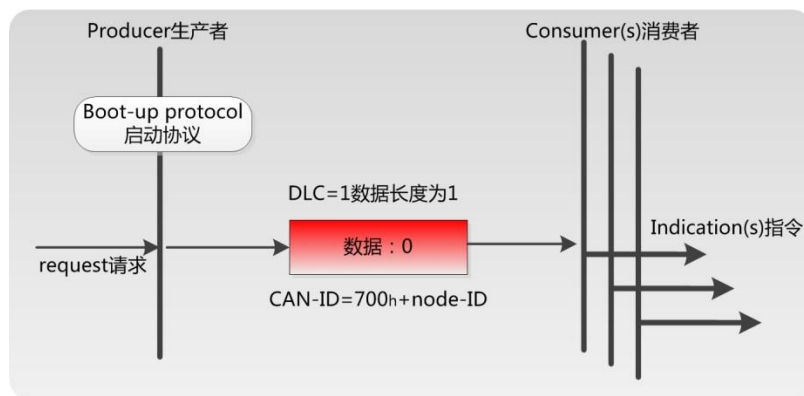 Producer生产者
Consumer(s)消费者
Boot-up protocol
启动协议
DLC=1数据长度为1
Indication(s)指令
数据：0
request请求
CAN-ID=700h+node-ID